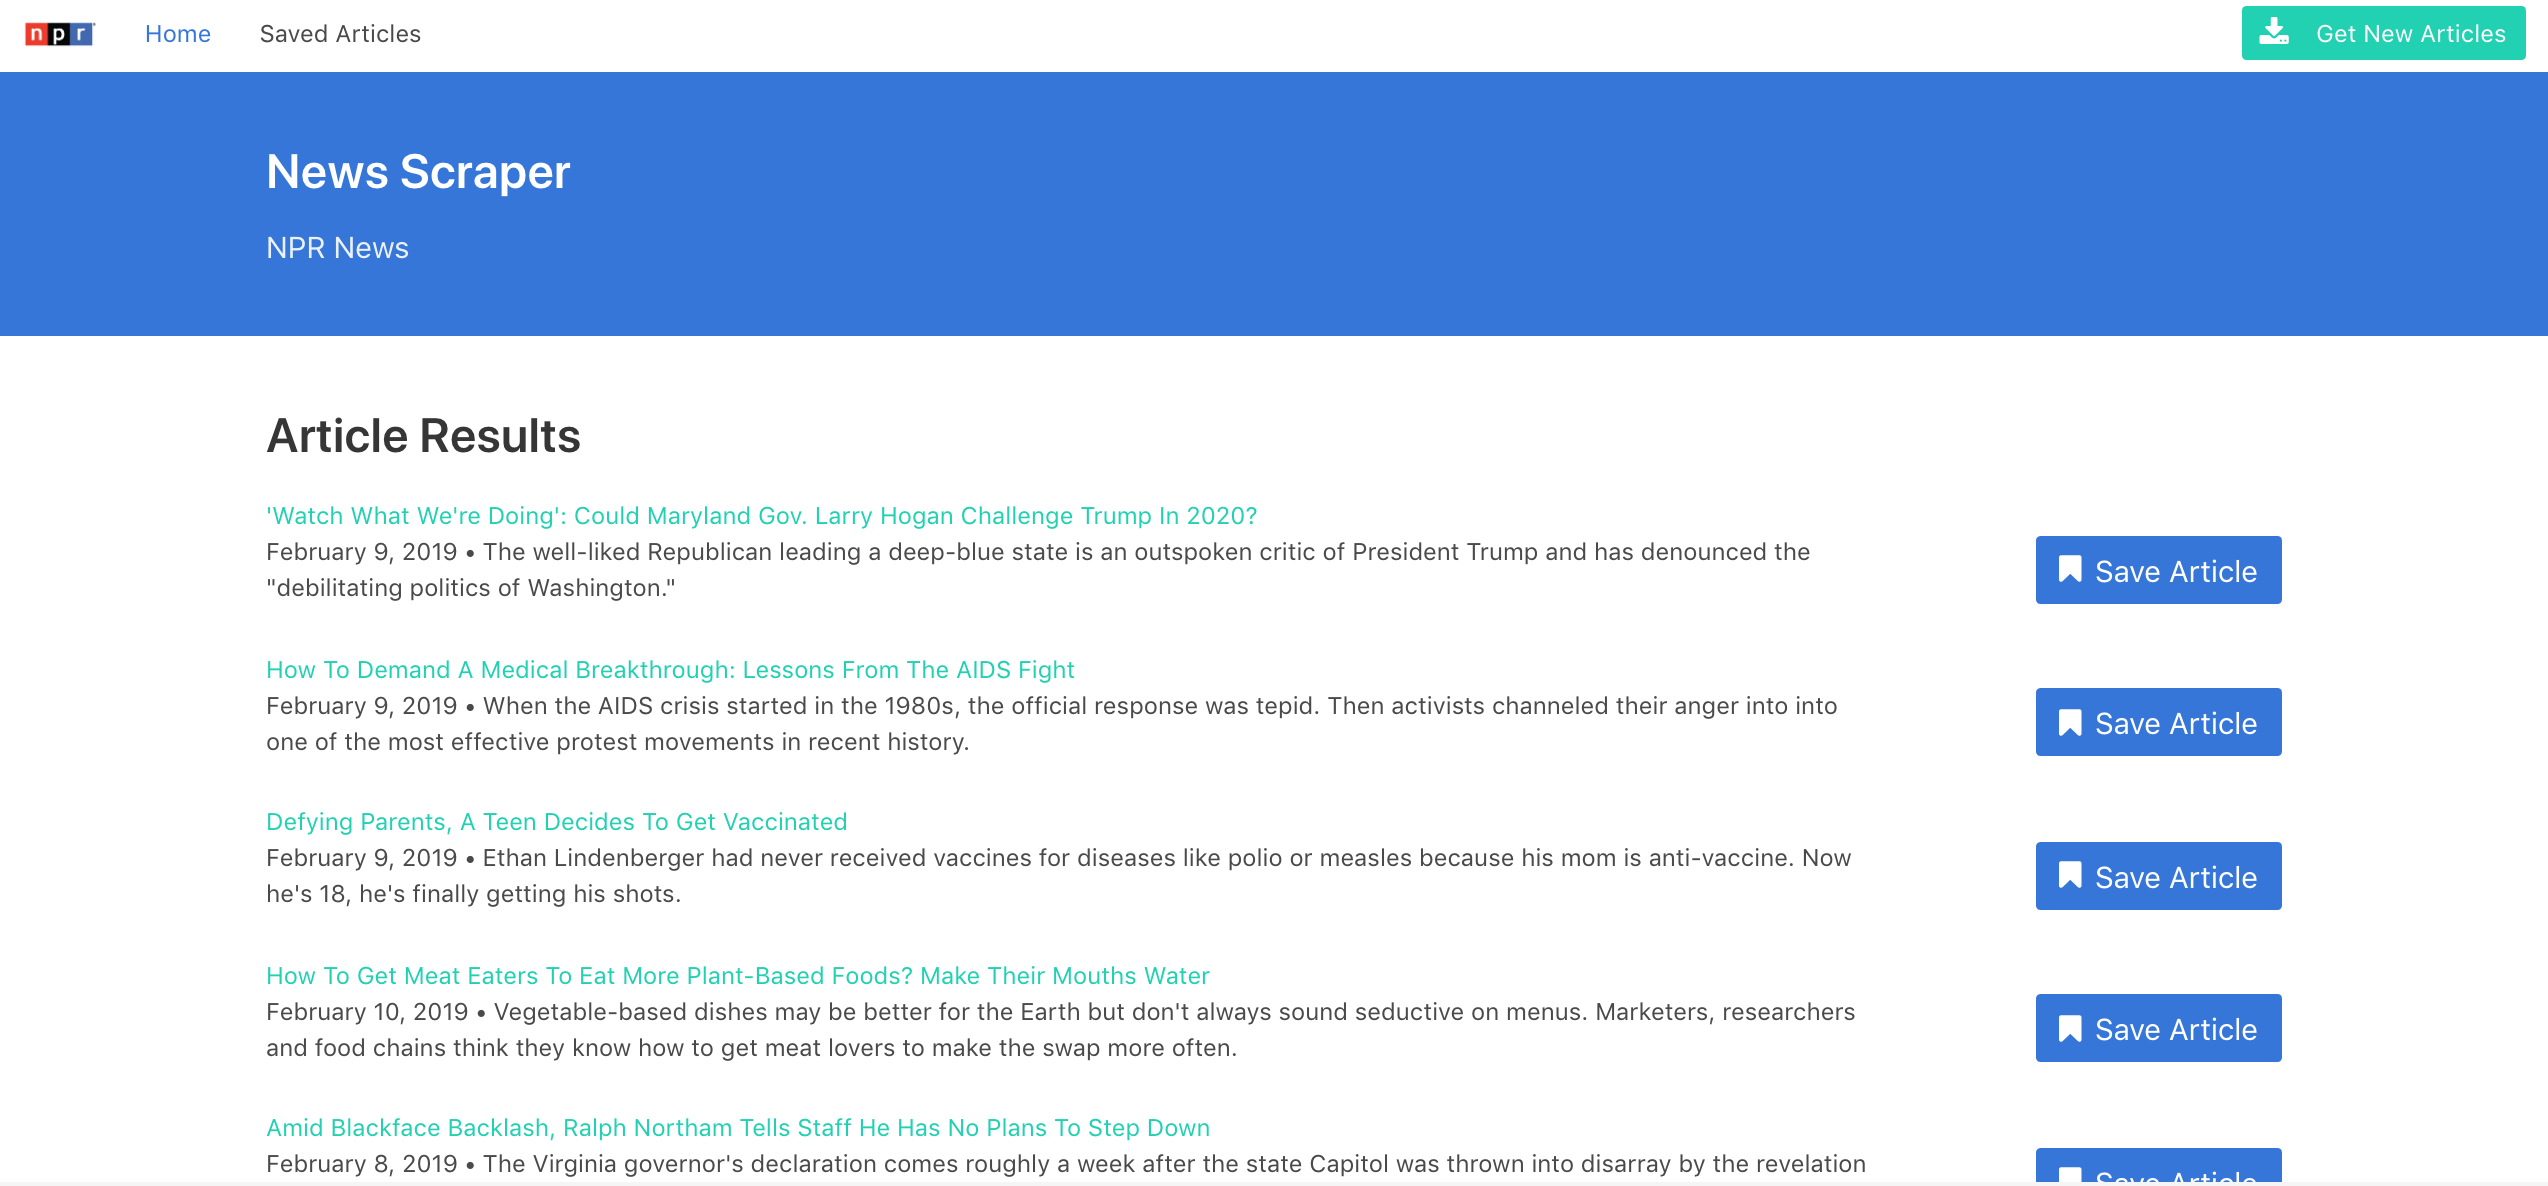 npr
Home
Saved Articles
Get New Articles
News Scraper
NPR News
Article Results
'Watch What We're Doing': Could Maryland Gov. Larry Hogan Challenge Trump In 2020?
February 9, 2019 • The well-liked Republican leading a deep-blue state is an outspoken critic of President Trump and has denounced the
"debilitating politics of Washington."
Save Article
How To Demand A Medical Breakthrough: Lessons From The AIDS Fight
February 9, 2019 • When the AIDS crisis started in the 1980s, the official response was tepid. Then activists channeled their anger into into
one of the most effective protest movements in recent history.
Save Article
Defying Parents, A Teen Decides To Get Vaccinated
February 9, 2019 • Ethan Lindenberger had never received vaccines for diseases like polio or measles because his mom is anti-vaccine. Now
he's 18, he's finally getting his shots.
Save Article
How To Get Meat Eaters To Eat More Plant-Based Foods? Make Their Mouths Water
February 10, 2019 • Vegetable-based dishes may be better for the Earth but don't always sound seductive on menus. Marketers, researchers
and food chains think they know how to get meat lovers to make the swap more often.
Save Article
Amid Blackface Backlash, Ralph Northam Tells Staff He Has No Plans To Step Down
February 8, 2019 • The Virginia governor's declaration comes roughly a week after the state Capitol was thrown into disarray by the revelation
Save Article